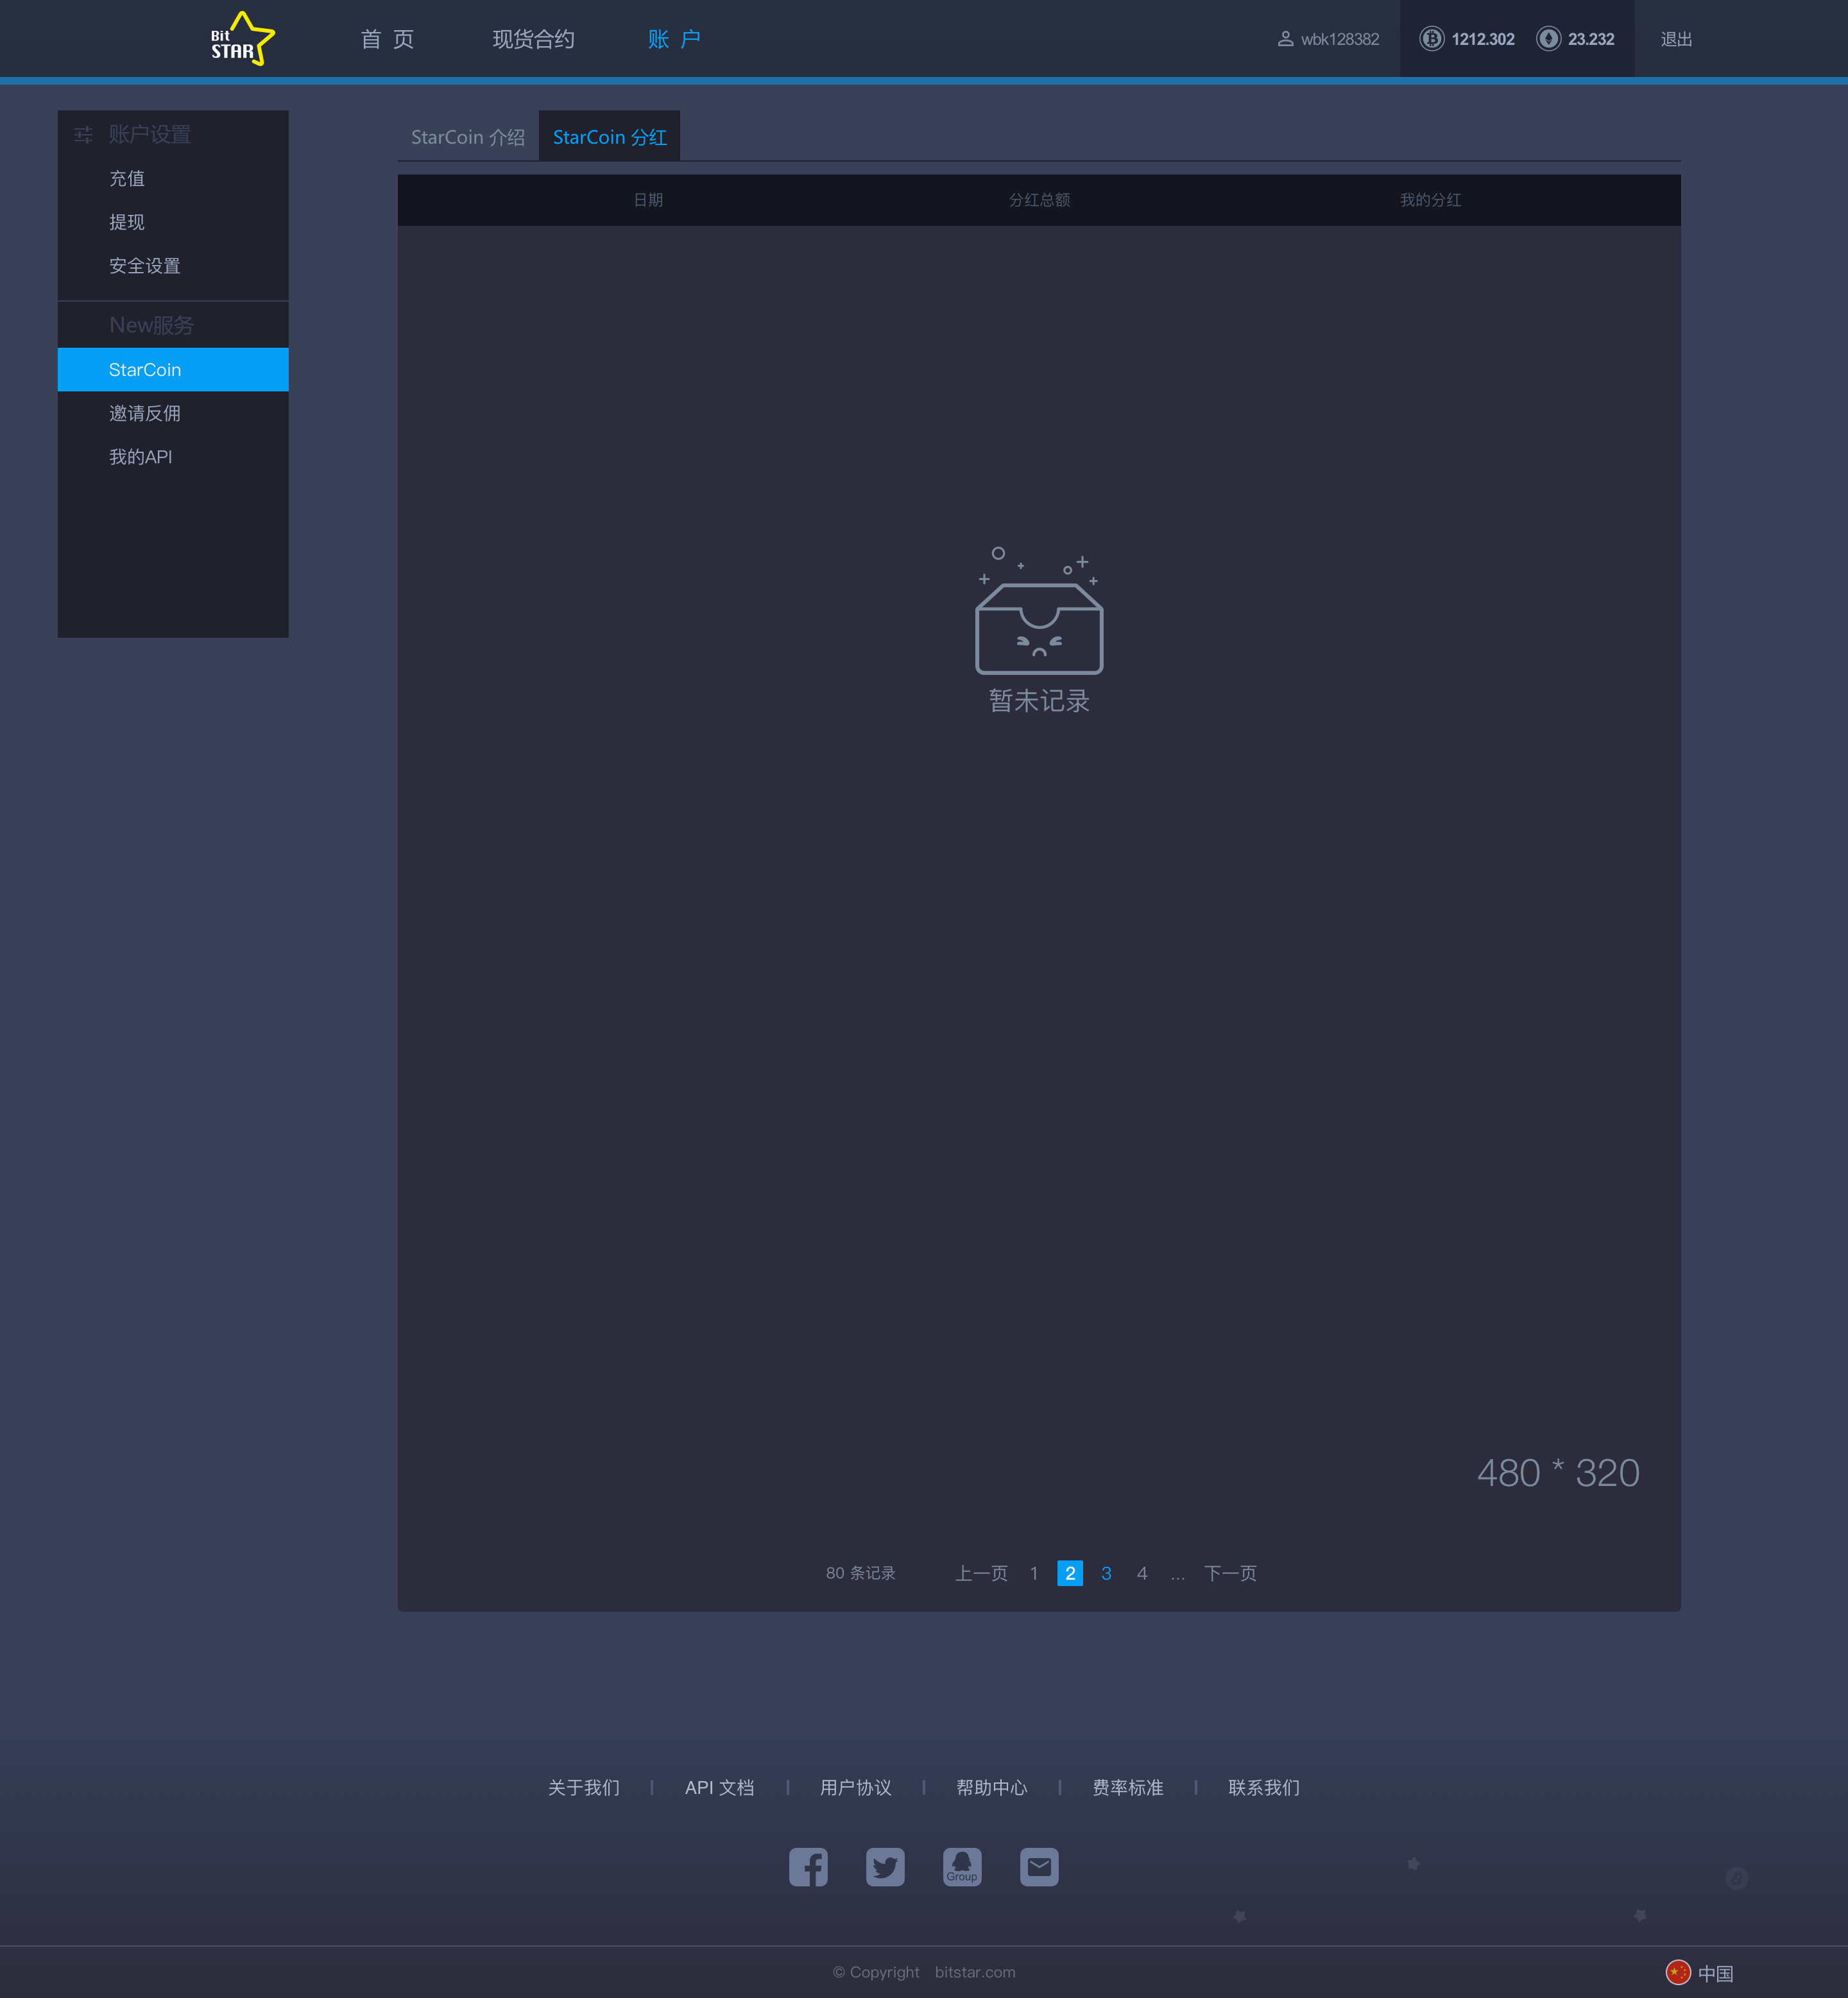 Bit
STAR
首 页
现货合约
账 户
wbk128382
1212.302
23.232
退出
账户设置
充值
提现
安全设置
New服务
StarCoin
邀请反佣
我的API
StarCoin 介绍
StarCoin 分红
日期
分红总额
我的分红
暂未记录
480 * 320
80 条记录
上一页
1
2
3
4
...
下一页
关于我们
API 文档
用户协议
帮助中心
费率标准
联系我们
Group
© Copyright bitstar.com
中国